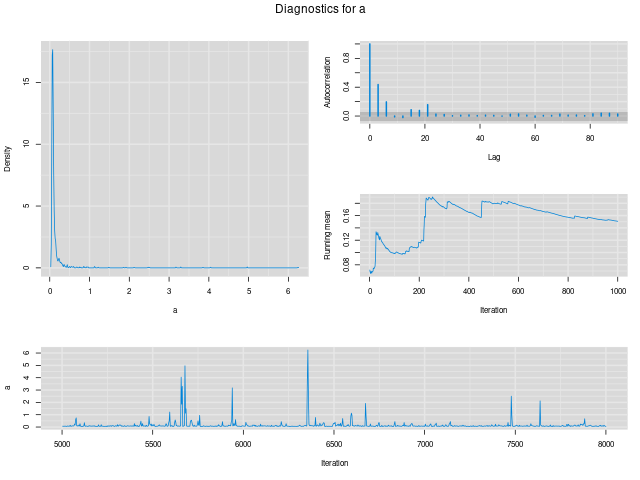 Diagnostics for a
Density
15
10
5
0
0 1 2 3 4 5 6
a
Autocorrelation
0.8
0.4
0.0
0 20 40 60 80
Lag
Running mean
0.16
0.12
0.08
0 200 400 600 800 1000
Iteration
a
6
5
4
3
2
1
0
5000 5500 6000 6500 7000 7500 8000
Iteration